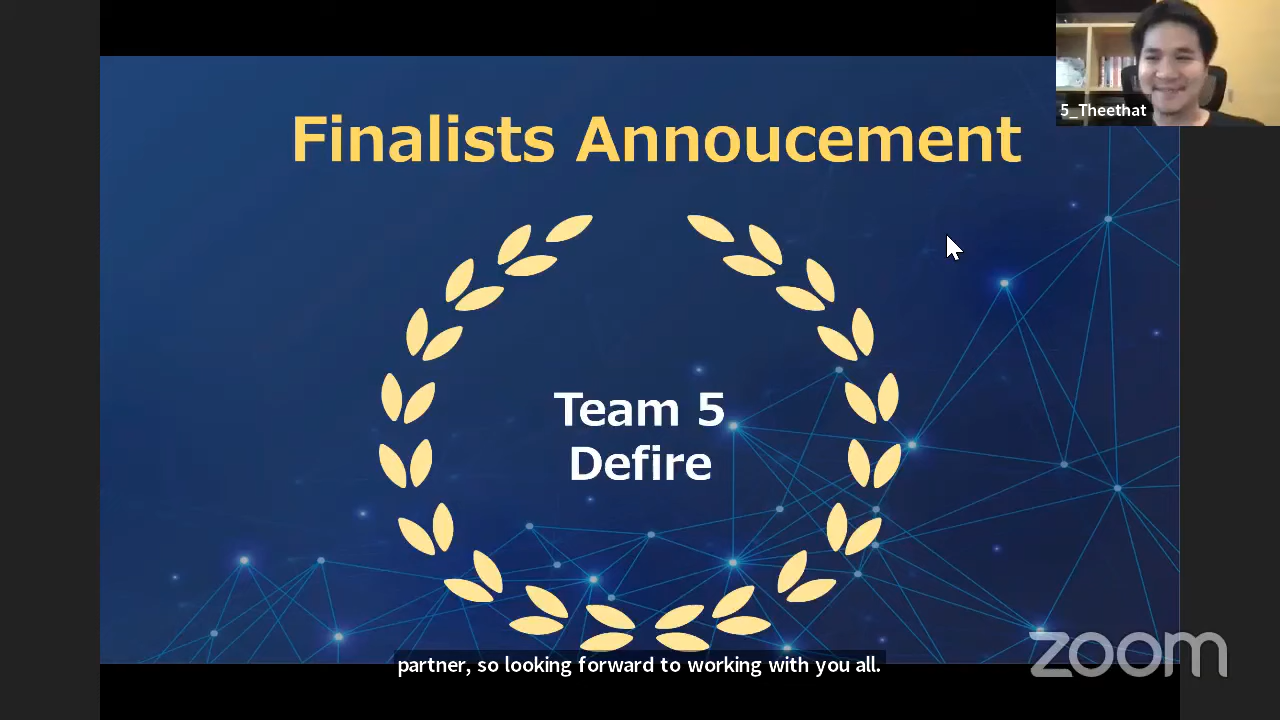 Finalists Annoucement
5_Theethat
Team 5
Defire
partner, so looking forward to working with you all.
zoom